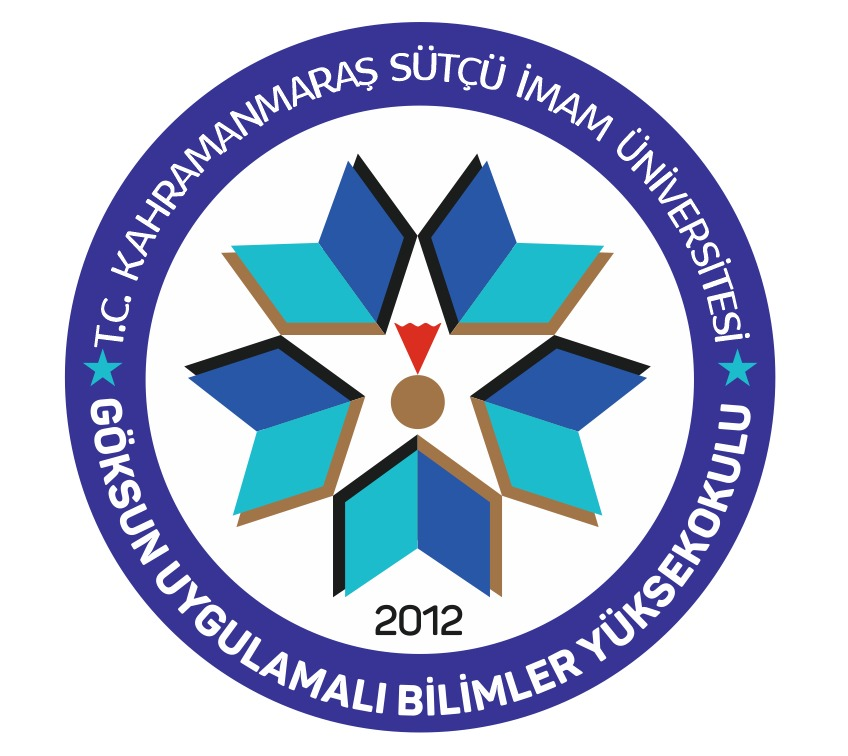 T.C. KAHRAMANMARAŞ SÜTÇÜ İMAM ÜNİVERSİTESİ
2012
GÖKSUN UYGULAMALI BİLİMLER YÜKSEKOKULU